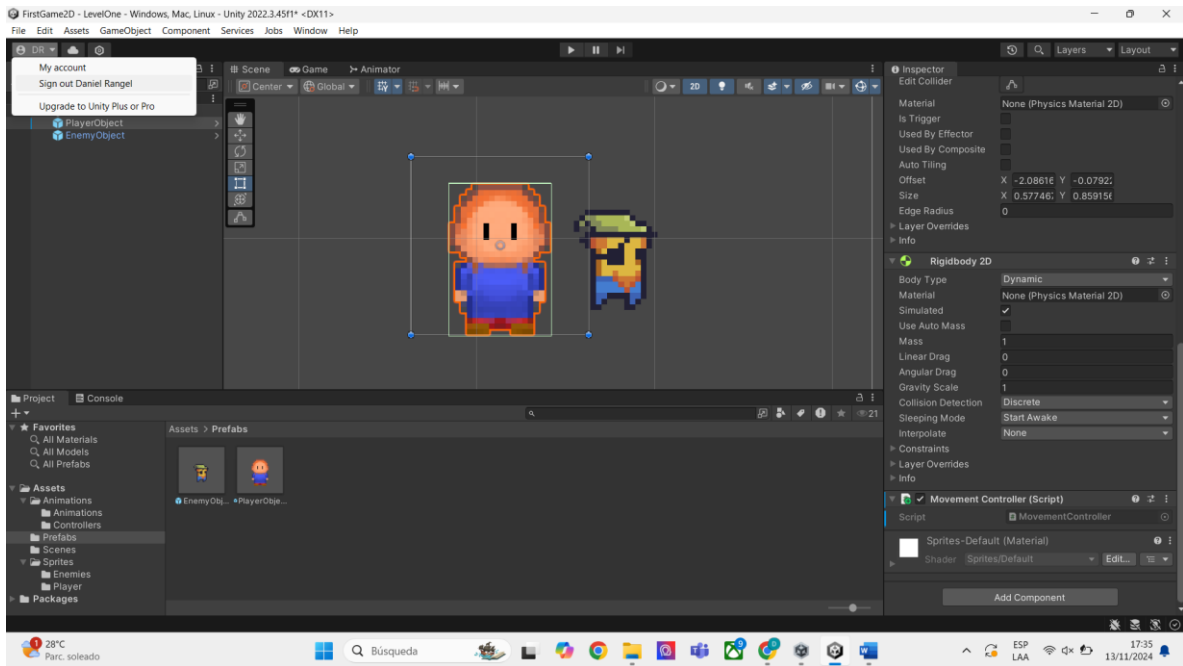 FirstGame2D - LevelOne - Windows, Mac, Linux - Unity 2022.3.45f1* <DX11>
File Edit Assets GameObject Component Services Jobs Window Help
DR
Layers Layout
My account
Sign out Daniel Rangel
Upgrade to Unity Plus or Pro
PlayerObject
EnemyObject
Scene Game Animator
Center Global 2D
Inspector
Edit Collider
Material None (Physics Material 2D)
Is Trigger
Used By Effector
Used By Composite
Auto Tiling
Offset X -2.08616 Y -0.0792
Size X 0.57746 Y 0.859156
Edge Radius 0
Layer Overrides
Info
Rigidbody 2D
Body Type Dynamic
Material None (Physics Material 2D)
Simulated
Use Auto Mass
Mass 1
Linear Drag 0
Angular Drag 0
Gravity Scale 1
Collision Detection Discrete
Sleeping Mode Start Awake
Interpolate None
Constraints
Layer Overrides
Info
Movement Controller (Script)
Script MovementController
Sprites-Default (Material)
Shader Sprites/Default Edit...
Add Component
Project Console
21
Favorites
All Materials
All Models
All Prefabs
Assets
Animations
Animations
Controllers
Prefabs
Scenes
Sprites
Enemies
Player
Packages
Assets > Prefabs
EnemyObj... PlayerObje...
1
28°C
Parc. soleado
Búsqueda
9
ESP
LAA
17:35
13/11/2024